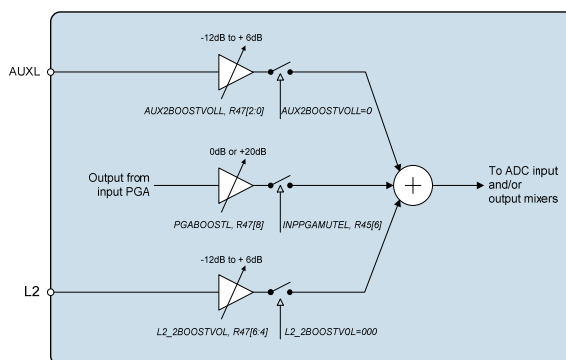 -12dB to + 6dB
AUXL
AUX2BOOSTVOLL, R47[2:0]
AUX2BOOSTVOLL=0
0dB or +20dB
Output from
input PGA
To ADC input
and/or
output mixers
PGABOOSTL, R47[8]
INPPGAMUTEL, R45[6]
-12dB to + 6dB
L2
L2_2BOOSTVOL, R47[6:4]
L2_2BOOSTV0L=000